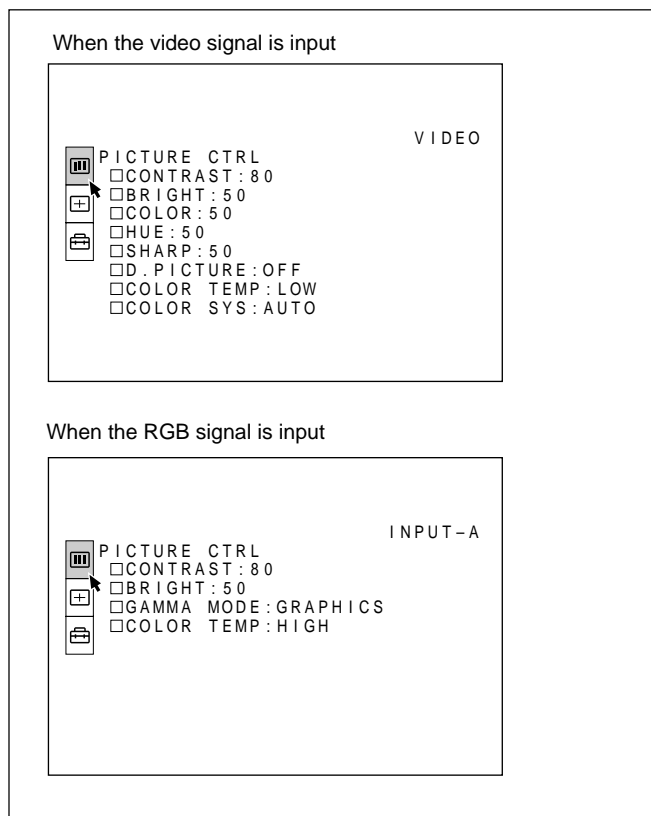 When the video signal is input
VIDEO
PICTURE CTRL
□CONTRAST:80
□BRIGHT:50
□COLOR:50
□HUE:50
□SHARP:50
□D.PICTURE:OFF
□COLOR TEMP:LOW
□COLOR SYS:AUTO
When the RGB signal is input
INPUT–A
PICTURE CTRL
□CONTRAST:80
□BRIGHT:50
□GAMMA MODE:GRAPHICS
□COLOR TEMP:HIGH